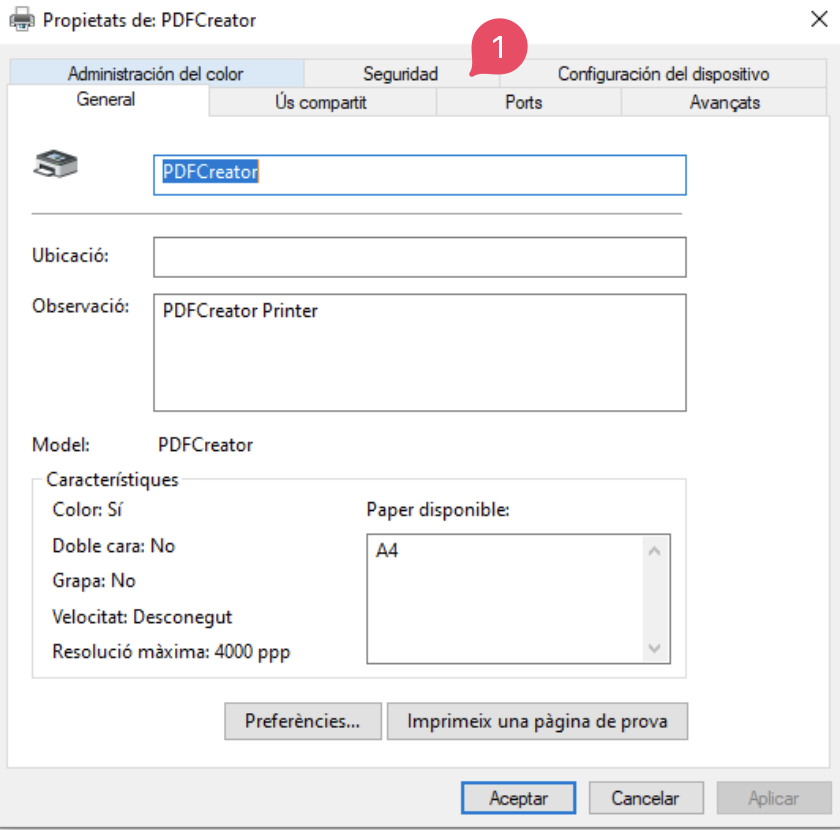 Propietats de: PDFCreator
1
Administración del color
Seguridad
Configuración del dispositivo
General
Ús compartit
Ports
Avançats
PDFCreator
Ubicació:
Observació:
PDFCreator Printer
Model:
PDFCreator
Característiques
Color: Sí
Paper disponible:
Doble cara: No
A4
Grapa: No
Velocitat: Desconegut
Resolució màxima: 4000 ppp
Preferències...
Imprimeix una pàgina de prova
Aceptar
Cancelar
Aplicar